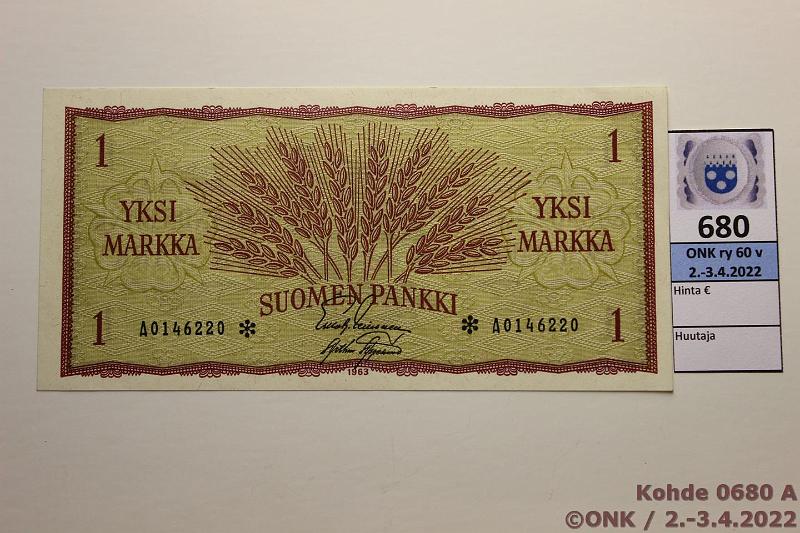 1
1
YKSI
MARKKA
YKSI
MARKKA
SUOMEN PANKKI
1
A0146220 *
* A0146220
1
1963
680
ONK ry 60 v
2.-3.4.2022
Hinta €
Huutaja
Kohde 0680 A
©ONK / 2.-3.4.2022